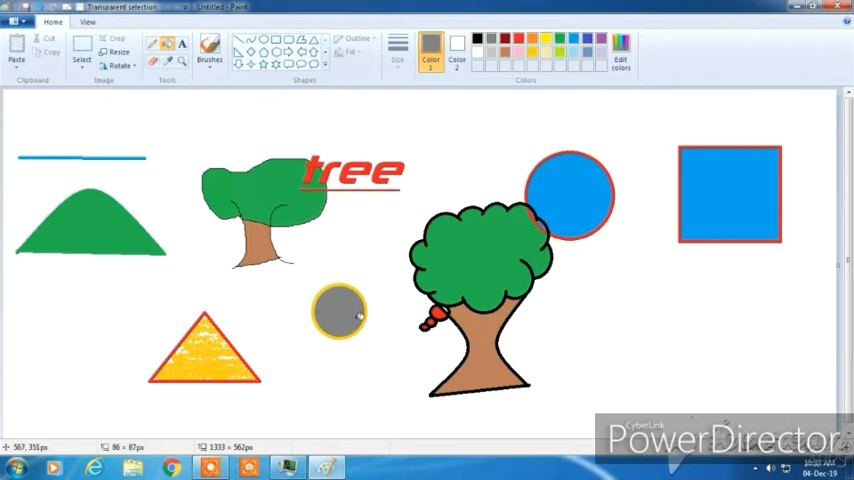 Transparent selection
Untitled - Paint
Home
View
Paste
Cut
Copy
Clipboard
Select
Crop
Resize
Rotate
Image
A
Tools
Brushes
Shapes
Outline
Fill
Size
Color
1
Color
2
Edit
colors
Colors
tree
CyberLink
PowerDirector
567, 351px
86 × 87px
1333 × 562px
04-Dec-19